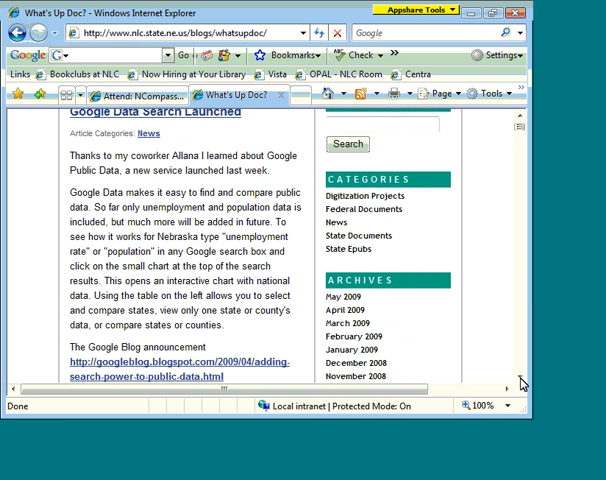 What's Up Doc? - Windows Internet Explorer
Appshare Tools
http://www.nlc.state.ne.us/blogs/whatsupdoc/
Google
Google
G
Go
Bookmarks
Check
Settings
Links
Bookclubs at NLC
Now Hiring at Your Library
Vista
OPAL - NLC Room
Centra
Attend: NCompass...
What's Up Doc?
Page
Tools
Google Data Search Launched
Article Categories: News
Thanks to my coworker Allana I learned about Google
Public Data, a new service launched last week.
Google Data makes it easy to find and compare public
data. So far only unemployment and population data is
included, but much more will be added in future. To
see how it works for Nebraska type "unemployment
rate" or "population" in any Google search box and
click on the small chart at the top of the search
results. This opens an interactive chart with national
data. Using the table on the left allows you to select
and compare states, view only one state or county's
data, or compare states or counties.
The Google Blog announcement
http://googleblog.blogspot.com/2009/04/adding-
search-power-to-public-data.html
Search
CATEGORIES
Digitization Projects
Federal Documents
News
State Documents
State Epubs
ARCHIVES
May 2009
April 2009
March 2009
February 2009
January 2009
December 2008
November 2008
Done
Local intranet | Protected Mode: On
100%